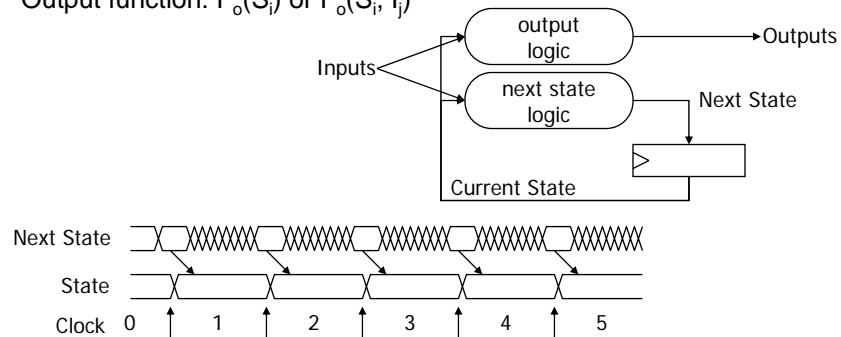 Output function: F_o(S_i) or F_o(S_i, I_j)
output
logic
Outputs
Inputs
next state
logic
Next State
Current State
Next State
State
Clock 0 1 2 3 4 5